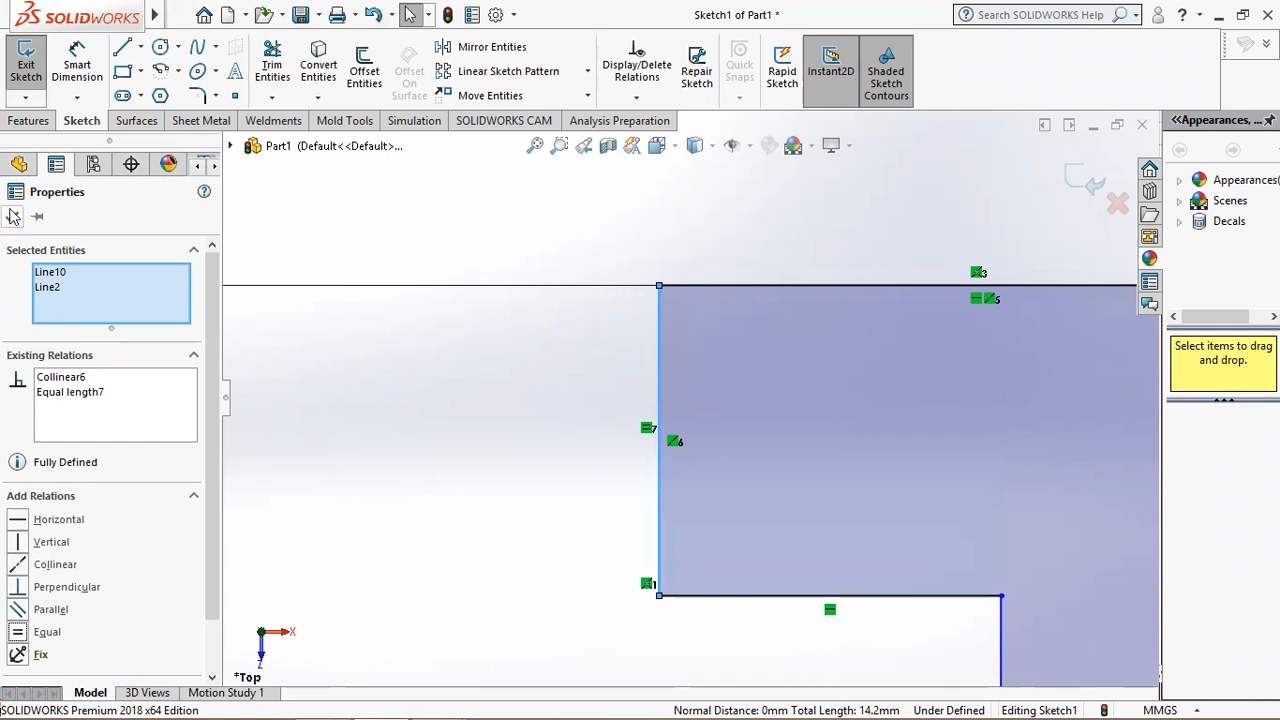 SOLIDWORKS
Sketch1 of Part1 *
Search SOLIDWORKS Help
Exit Sketch
Smart Dimension
Trim Entities
Convert Entities
Offset Entities
Offset On Surface
Mirror Entities
Linear Sketch Pattern
Move Entities
Display/Delete Relations
Repair Sketch
Quick Snaps
Rapid Sketch
Instant2D
Shaded Sketch Contours
Features
Sketch
Surfaces
Sheet Metal
Weldments
Mold Tools
Simulation
SOLIDWORKS CAM
Analysis Preparation
<<Appearances,
Part1 (Default<<Default>...
Properties
Selected Entities
Line10
Line2
Existing Relations
Collinear6
Equal length7
Fully Defined
Add Relations
Horizontal
Vertical
Collinear
Perpendicular
Parallel
Equal
Fix
3
5
7
6
1
X
Z
*Top
Appearances(
Scenes
Decals
Select items to drag
and drop.
Model
3D Views
Motion Study 1
SOLIDWORKS Premium 2018 x64 Edition
Normal Distance: 0mm Total Length: 14.2mm Under Defined
Editing Sketch1
MMGS